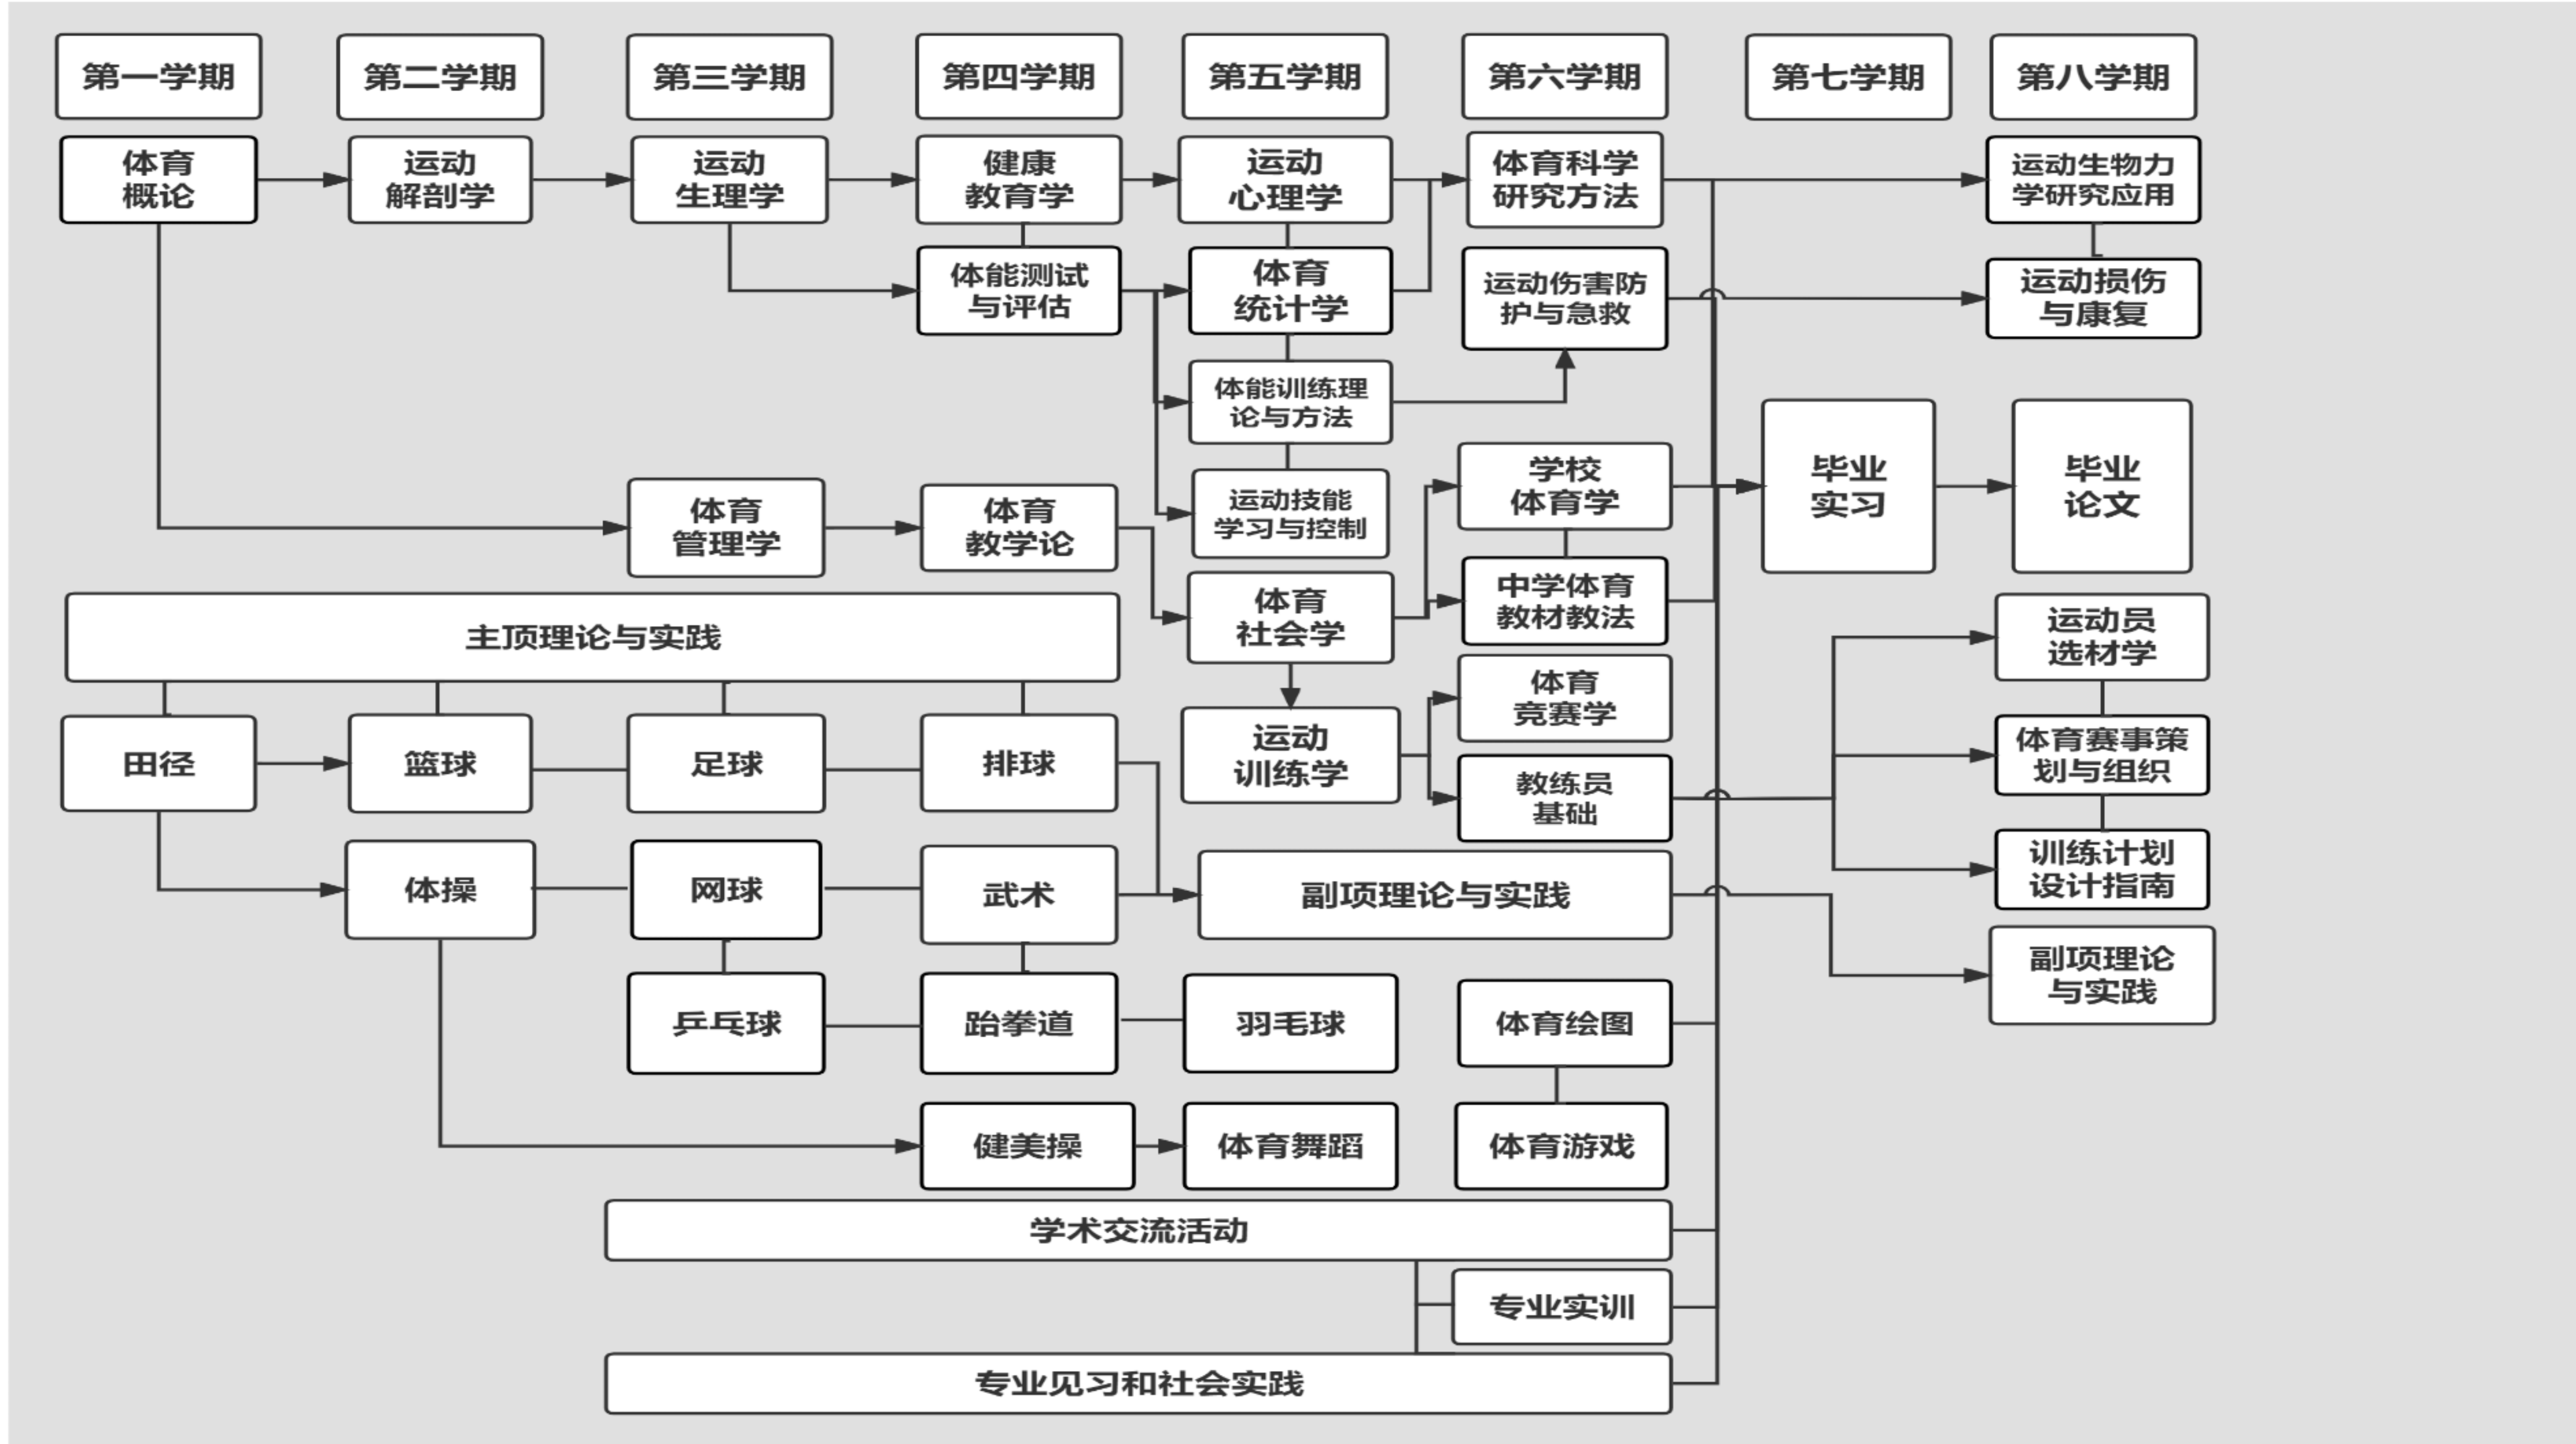 第一学期
第二学期
第三学期
第四学期
第五学期
第六学期
第七学期
第八学期
体育
概论
运动
解剖学
运动
生理学
健康
教育学
运动
心理学
体育科学
研究方法
运动生物力
学研究应用
体能测试
与评估
体育
统计学
运动伤害防
护与急救
运动损伤
与康复
体能训练理
论与方法
运动技能
学习与控制
学校
体育学
毕业
实习
毕业
论文
体育
管理学
体育
教学论
体育
社会学
中学体育
教材教法
主顶理论与实践
运动员
选材学
田径
篮球
足球
排球
运动
训练学
体育
竞赛学
教练员
基础
体育赛事策
划与组织
体操
网球
武术
副项理论与实践
训练计划
设计指南
副项理论
与实践
乒乓球
跆拳道
羽毛球
体育绘图
健美操
体育舞蹈
体育游戏
学术交流活动
专业实训
专业见习和社会实践